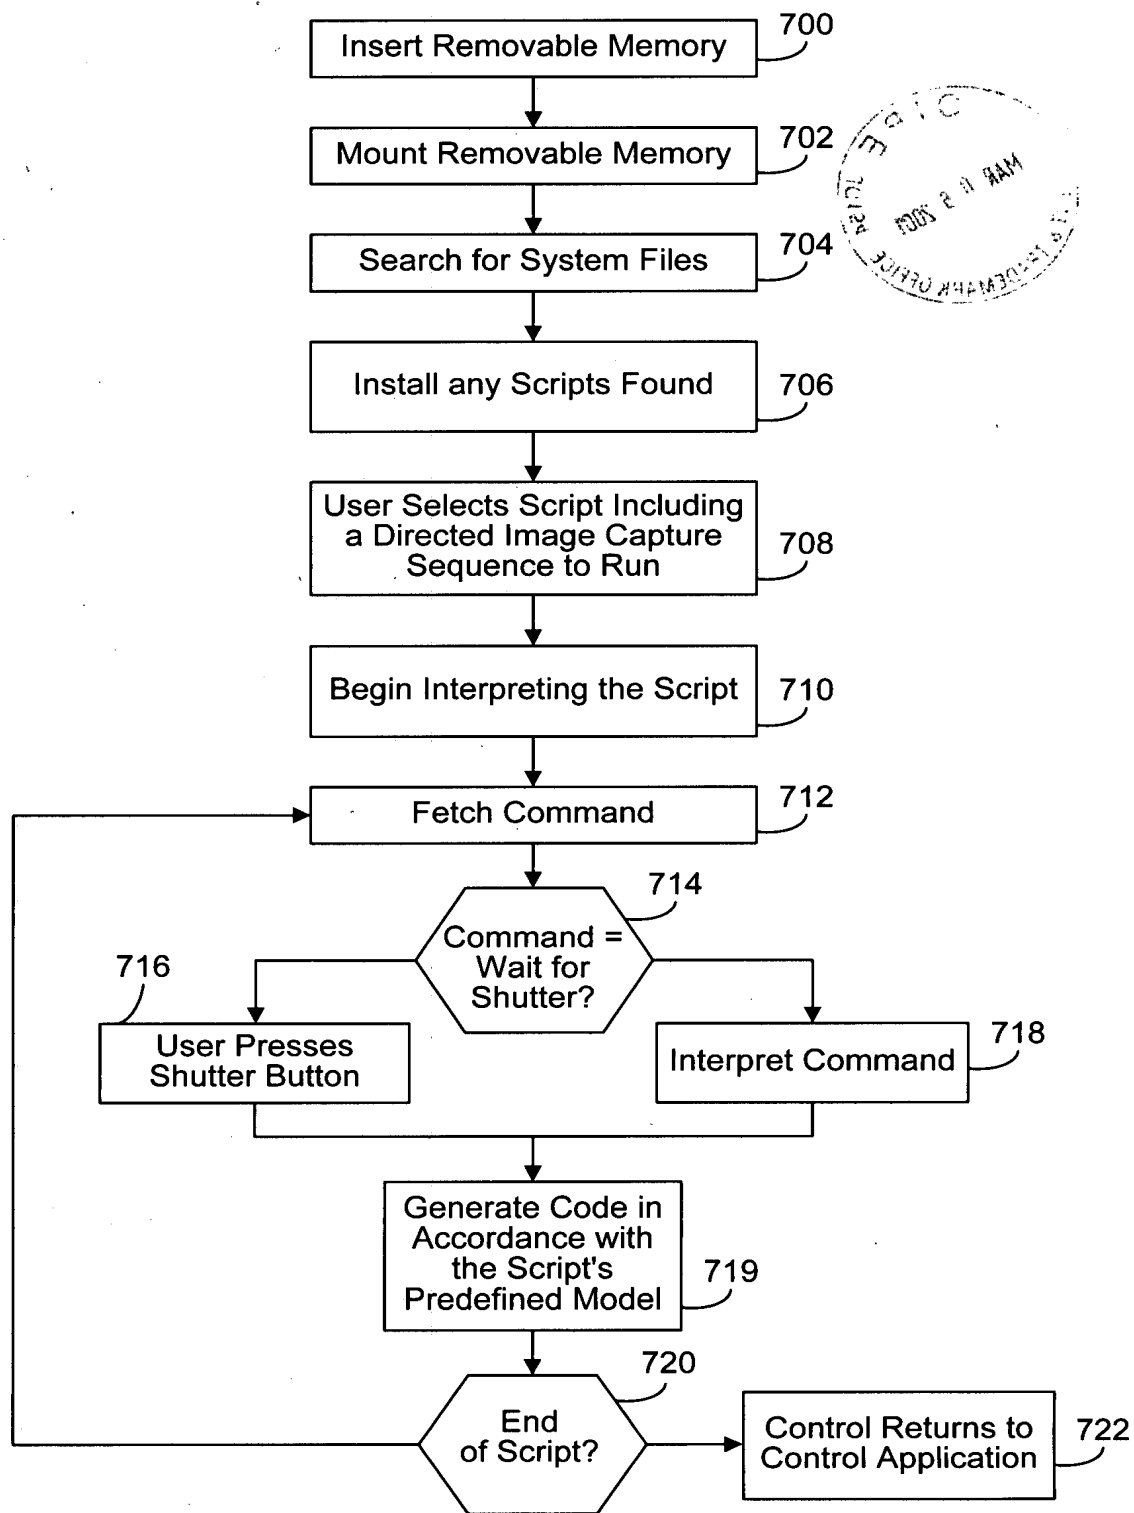 Insert Removable Memory
700
Mount Removable Memory
702
Search for System Files
704
Install any Scripts Found
706
User Selects Script Including
a Directed Image Capture
Sequence to Run
708
Begin Interpreting the Script
710
Fetch Command
712
714
Command =
Wait for
Shutter?
716
User Presses
Shutter Button
Interpret Command
718
Generate Code in
Accordance with
the Script's
Predefined Model
719
720
End
of Script?
Control Returns to
Control Application
722